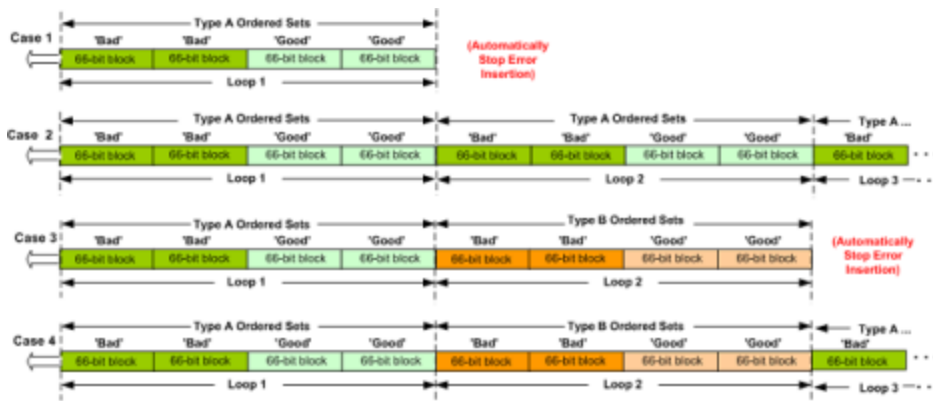 Type A Ordered Sets
Case 1 'Bad' 'Bad' 'Good' 'Good'
66-bit block 66-bit block 66-bit block 66-bit block
Loop 1
(Automatically
Stop Error
Insertion)
Type A Ordered Sets Type A Ordered Sets Type A ...
Case 2 'Bad' 'Bad' 'Good' 'Good' 'Bad' 'Bad' 'Good' 'Good' 'Bad'
66-bit block 66-bit block 66-bit block 66-bit block 66-bit block 66-bit block 66-bit block 66-bit block 66-bit block
Loop 1 Loop 2 Loop 3
Type A Ordered Sets Type B Ordered Sets
Case 3 'Bad' 'Bad' 'Good' 'Good' 'Bad' 'Bad' 'Good' 'Good'
66-bit block 66-bit block 66-bit block 66-bit block 66-bit block 66-bit block 66-bit block 66-bit block
Loop 1 Loop 2
(Automatically
Stop Error
Insertion)
Type A Ordered Sets Type B Ordered Sets Type A ...
Case 4 'Bad' 'Bad' 'Good' 'Good' 'Bad' 'Bad' 'Good' 'Good' 'Bad'
66-bit block 66-bit block 66-bit block 66-bit block 66-bit block 66-bit block 66-bit block 66-bit block 66-bit block
Loop 1 Loop 2 Loop 3